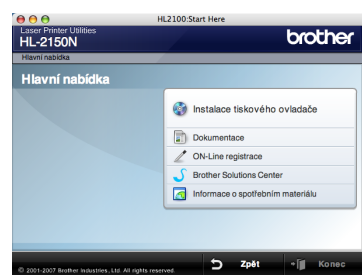 HL2100:Start Here
Laser Printer Utilities
HL-2150N
brother
Hlavní nabídka
Hlavní nabídka
Instalace tiskového ovladače
Dokumentace
ON-Line registrace
Brother Solutions Center
Informace o spotřebním materiálu
© 2001-2007 Brother Industries, Ltd. All rights reserved.
Zpět
Konec